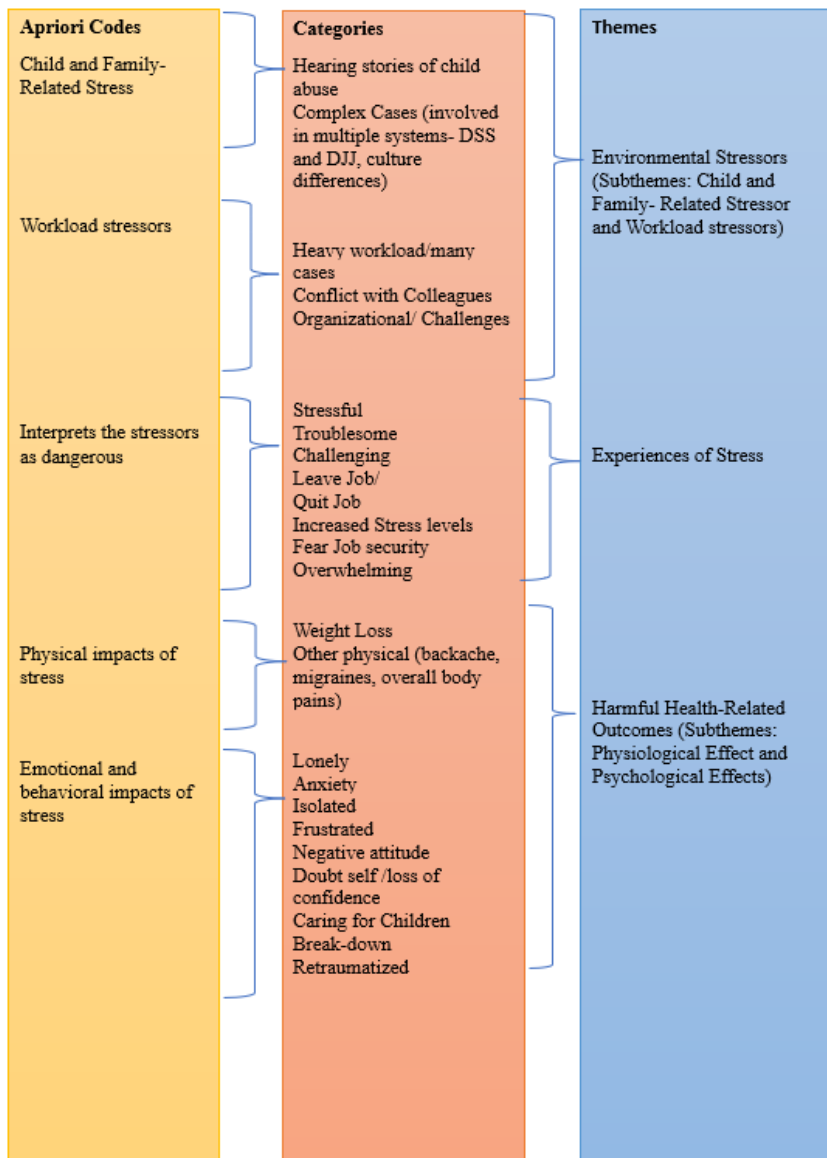 Apriori Codes
Child and Family-
Related Stress
Workload stressors
Interprets the stressors
as dangerous
Physical impacts of
stress
Emotional and
behavioral impacts of
stress
Categories
Hearing stories of child
abuse
Complex Cases (involved
in multiple systems- DSS
and DJJ, culture
differences)
Heavy workload/many
cases
Conflict with Colleagues
Organizational/ Challenges
Stressful
Troublesome
Challenging
Leave Job/
Quit Job
Increased Stress levels
Fear Job security
Overwhelming
Weight Loss
Other physical (backache,
migraines, overall body
pains)
Lonely
Anxiety
Isolated
Frustrated
Negative attitude
Doubt self /loss of
confidence
Caring for Children
Break-down
Retraumatized
Themes
Environmental Stressors
(Subthemes: Child and
Family- Related Stressor
and Workload stressors)
Experiences of Stress
Harmful Health-Related
Outcomes (Subthemes:
Physiological Effect and
Psychological Effects)